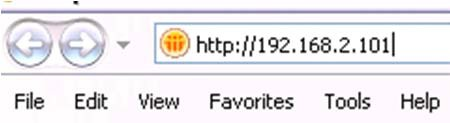 http://192.168.2.101
File Edit View Favorites Tools Help